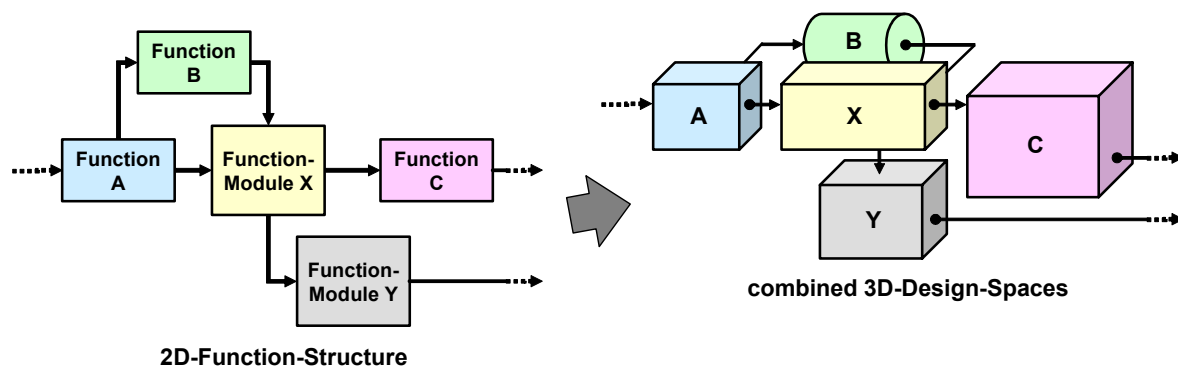 Function
B
Function
A
Function-
Module X
Function
C
Function-
Module Y
2D-Function-Structure
B
A
X
C
Y
combined 3D-Design-Spaces